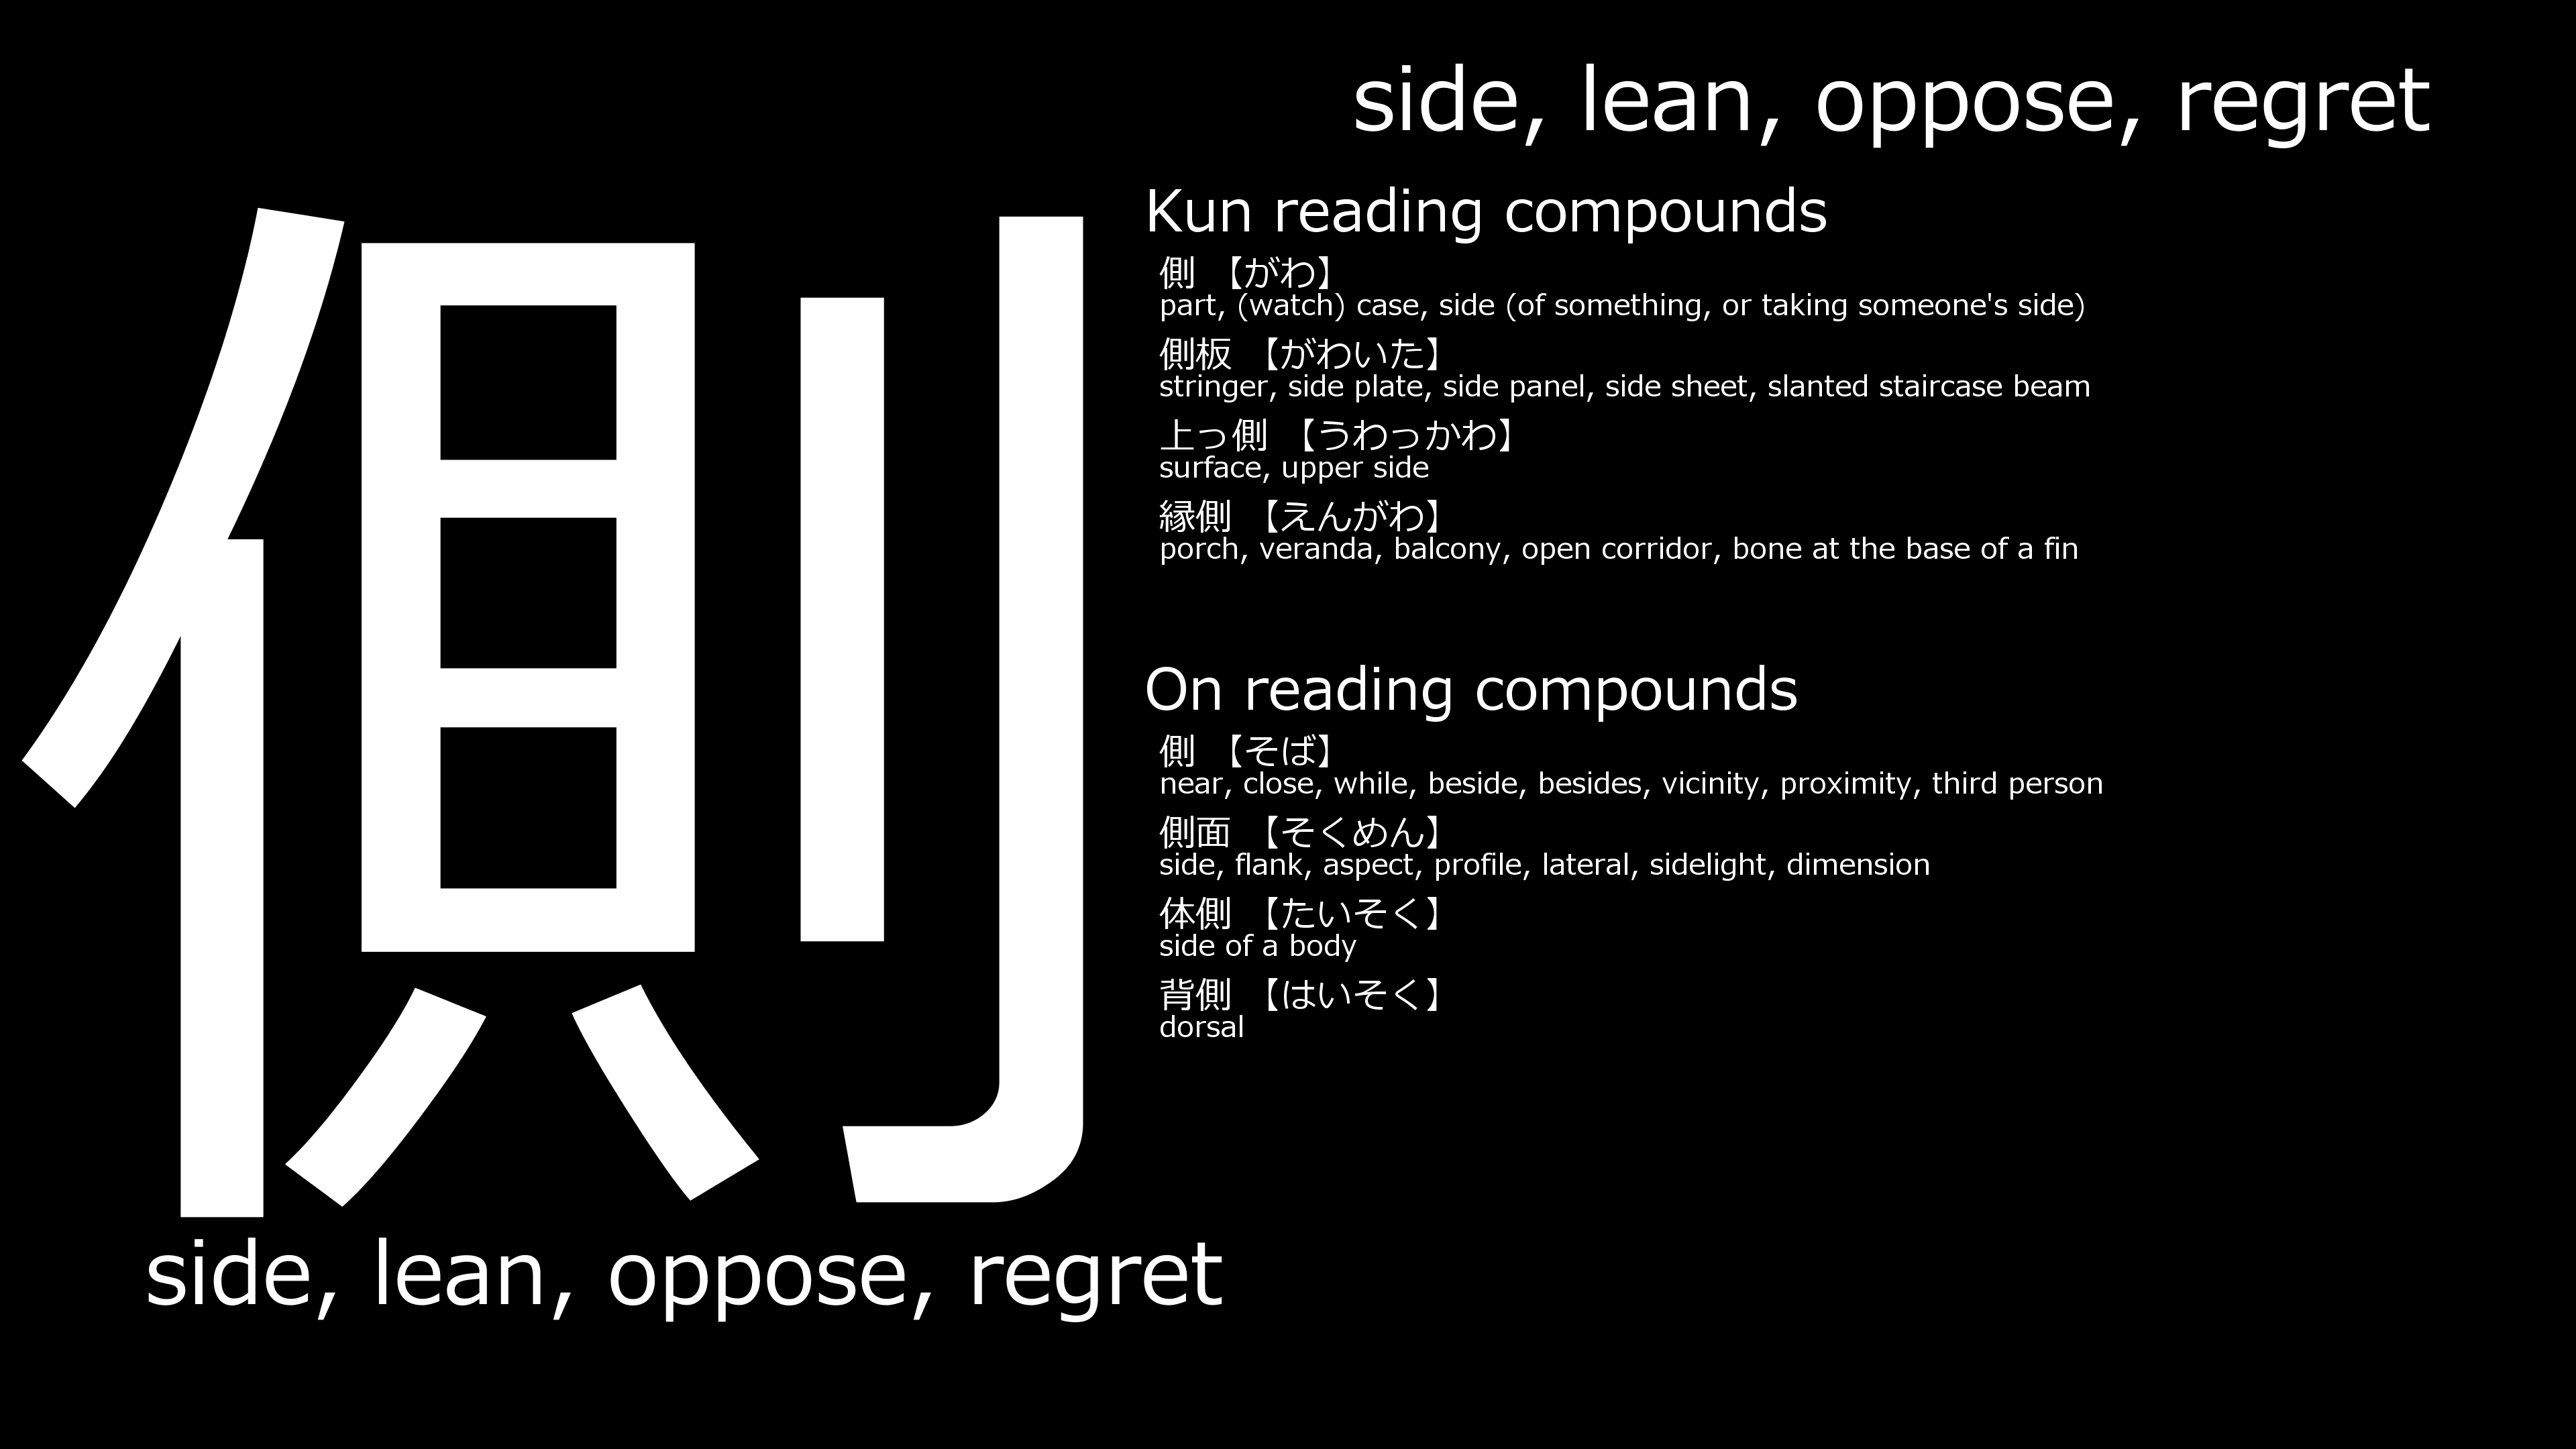 側
side, lean, oppose, regret
side, lean, oppose, regret
Kun reading compounds
側 【がわ】
part, (watch) case, side (of something, or taking someone's side)
側板 【がわいた】
stringer, side plate, side panel, side sheet, slanted staircase beam
上っ側 【うわっかわ】
surface, upper side
縁側 【えんがわ】
porch, veranda, balcony, open corridor, bone at the base of a fin
On reading compounds
側 【そば】
near, close, while, beside, besides, vicinity, proximity, third person
側面 【そくめん】
side, flank, aspect, profile, lateral, sidelight, dimension
体側 【たいそく】
side of a body
背側 【はいそく】
dorsal